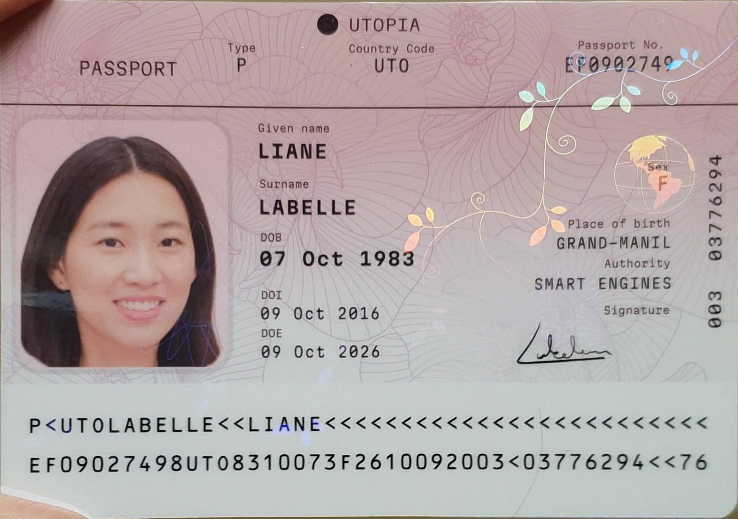 UTOPIA
Type
Country Code
Passport No.
PASSPORT
P
UTO
EF0902749
Given name
LIANE
Surname
LABELLE
DOB
07 Oct 1983
DOI
09 Oct 2016
DOE
09 Oct 2026
Sex
F
Place of birth
GRAND-MANIL
Authority
SMART ENGINES
Signature
003 03776294
P<UTOLABELLE<<LIANE<<<<<<<<<<<<<<<<<<<<<<<<<
EF09027498UTO8310073F2610092003<03776294<<76